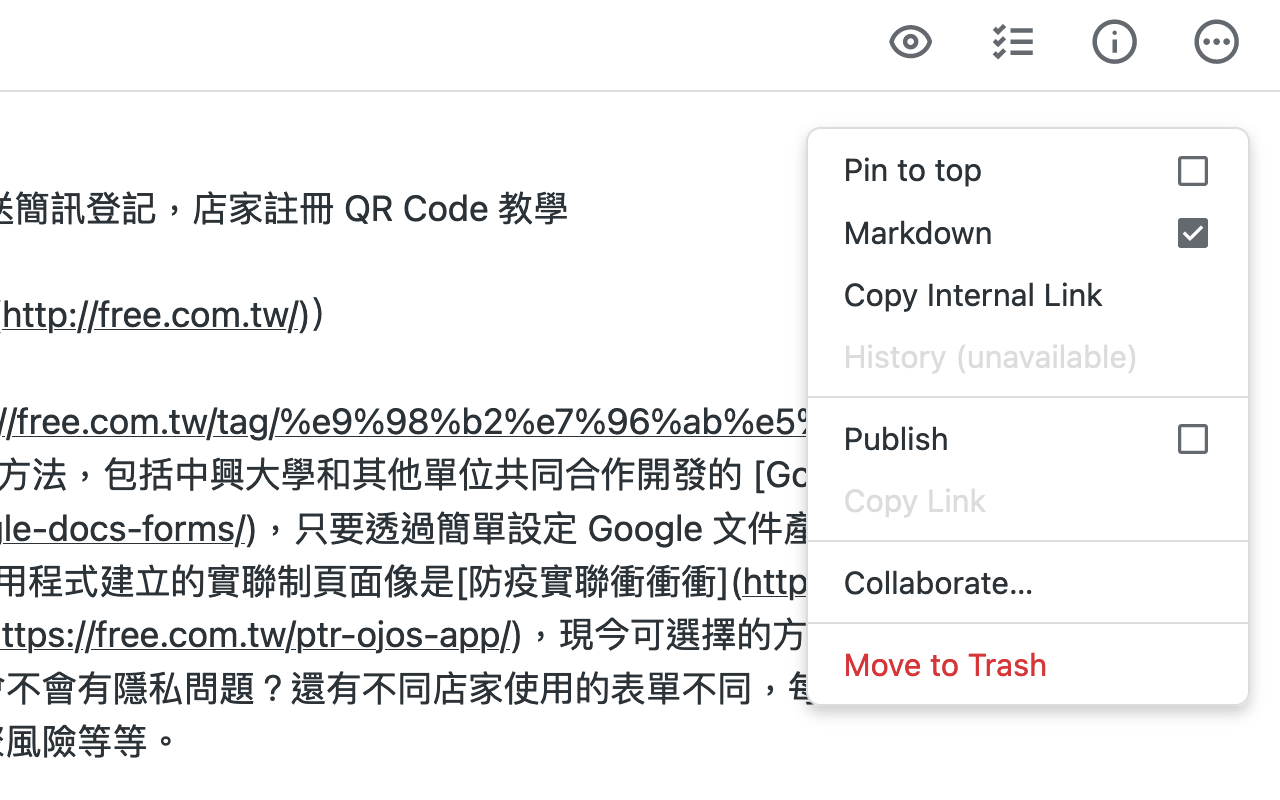 送簡訊登記，店家註冊 QR Code 教學
http://free.com.tw/))
//free.com.tw/tag/%e9%98%b2%e7%96%ab%e5%
方法，包括中興大學和其他單位共同合作開發的 [Go
gle-docs-forms/)，只要透過簡單設定 Google 文件產
用程式建立的實聯制頁面像是[防疫實聯衝衝衝](http
ttps://free.com.tw/ptr-ojos-app/)，現今可選擇的方
不會有隱私問題？還有不同店家使用的表單不同，每
風險等等。
Pin to top
Markdown
Copy Internal Link
History (unavailable)
Publish
Copy Link
Collaborate...
Move to Trash